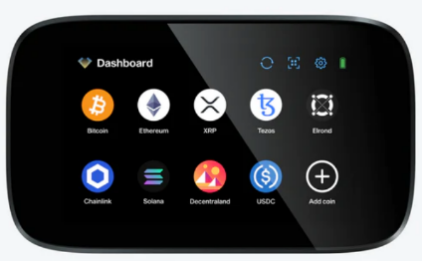 Dashboard
Bitcoin Ethereum XRP Tezos Elrond
Chainlink Solana Decentraland USDC Add coin